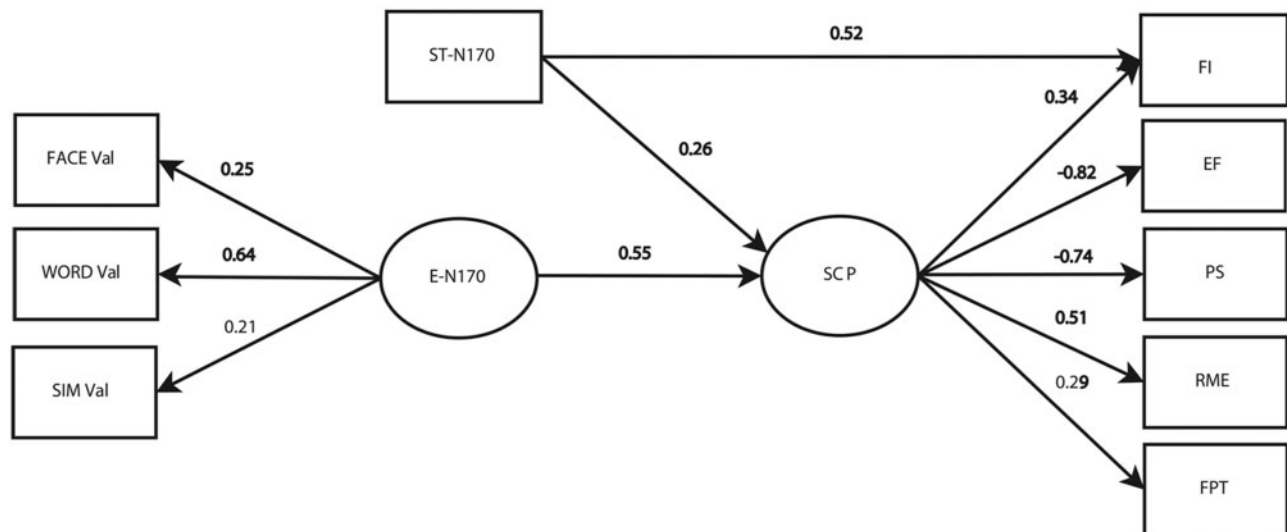 ST-N170
0.52
FI
0.34
FACE Val
0.25
0.26
-0.82
EF
WORD Val
0.64
E-N170
0.55
SC P
-0.74
PS
0.21
0.51
SIM Val
RME
0.29
FPT